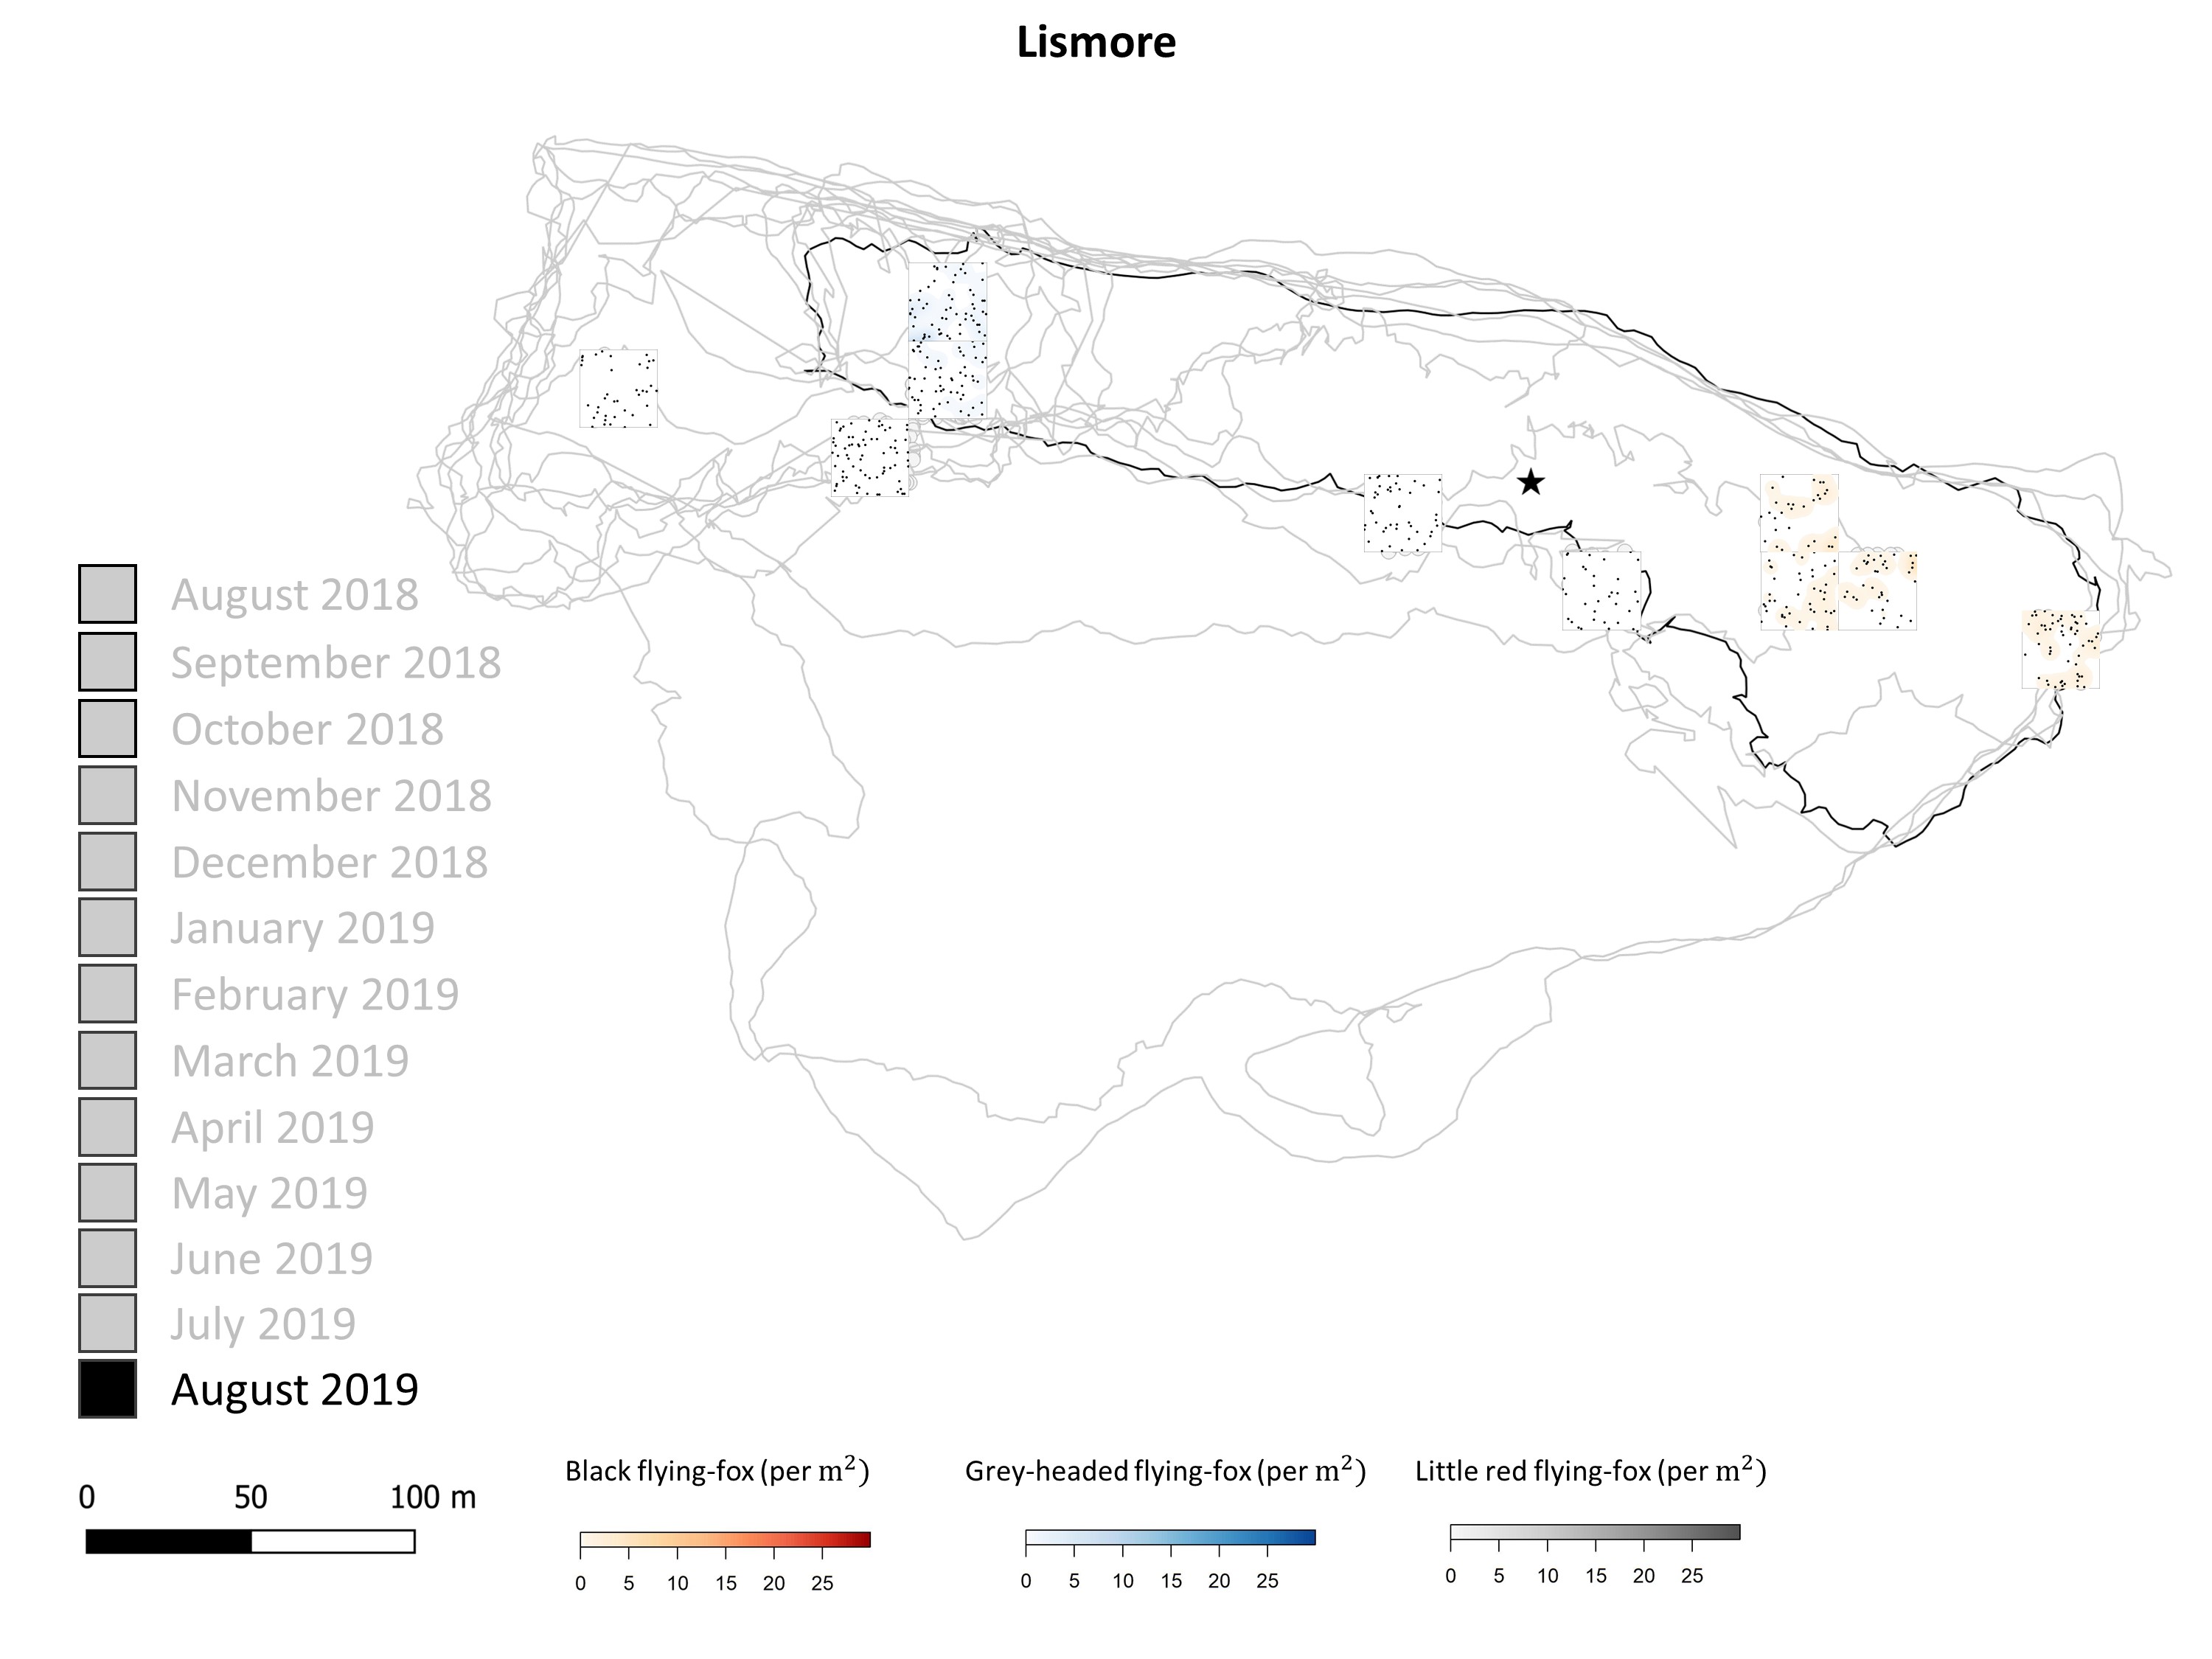 Lismore
August 2018
September 2018
October 2018
November 2018
December 2018
January 2019
February 2019
March 2019
April 2019
May 2019
June 2019
July 2019
August 2019
0 50 100 m
Black flying-fox (per m²)
0 5 10 15 20 25
Grey-headed flying-fox (per m²)
0 5 10 15 20 25
Little red flying-fox (per m²)
0 5 10 15 20 25